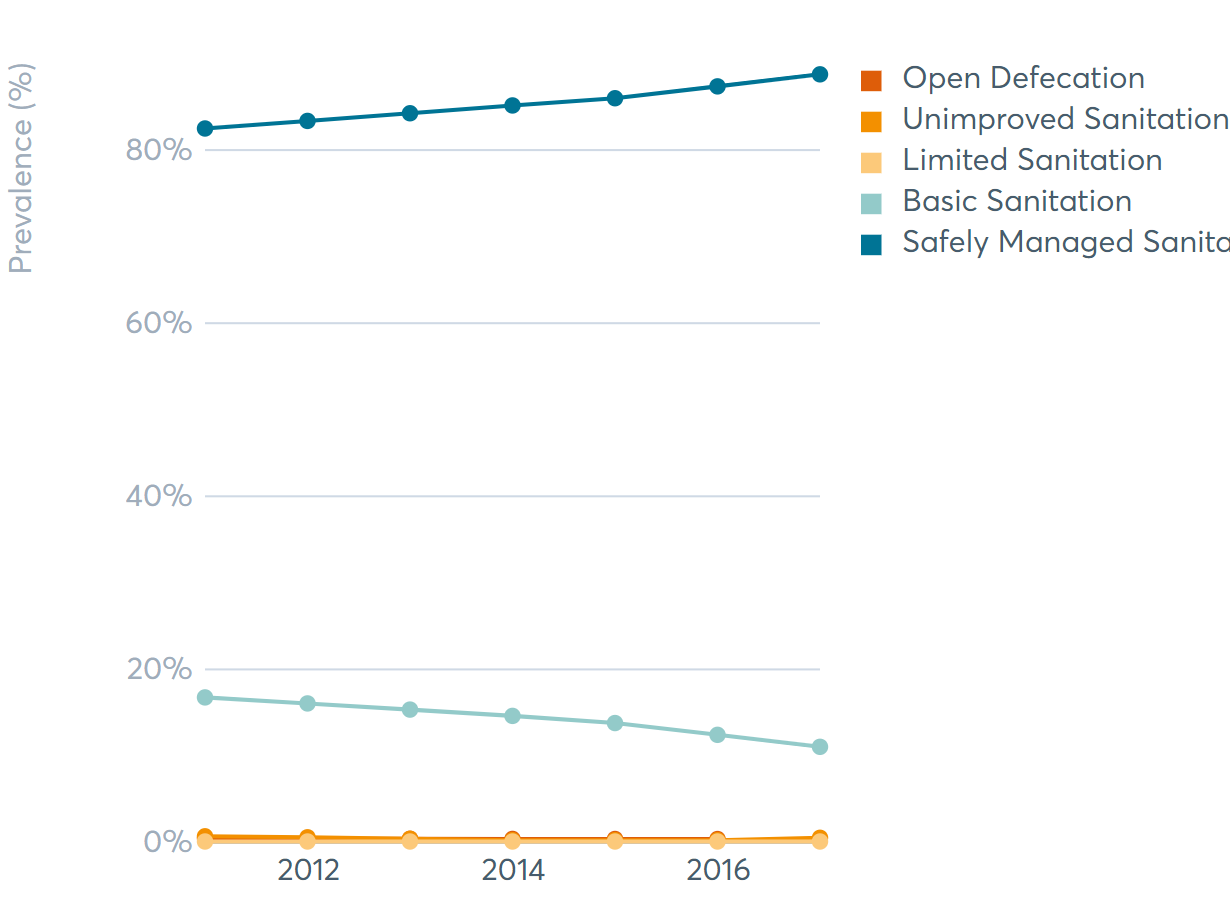 Prevalence (%)
80%
60%
40%
20%
0%
2012
2014
2016
Open Defecation
Unimproved Sanitation
Limited Sanitation
Basic Sanitation
Safely Managed Sanita